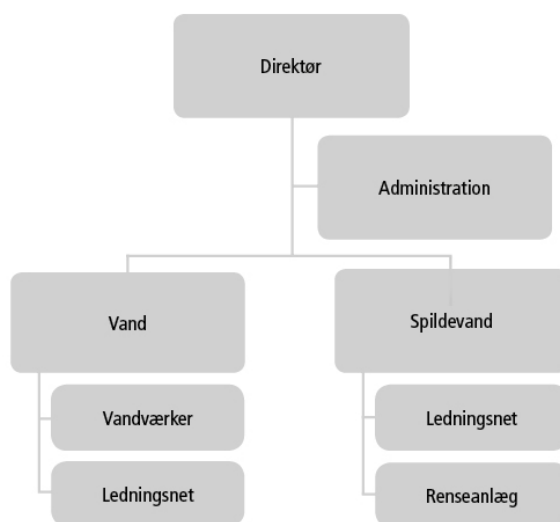 Direktør
Administration
Vand
Spildevand
Vandværker
Ledningsnet
Ledningsnet
Renseanlæg